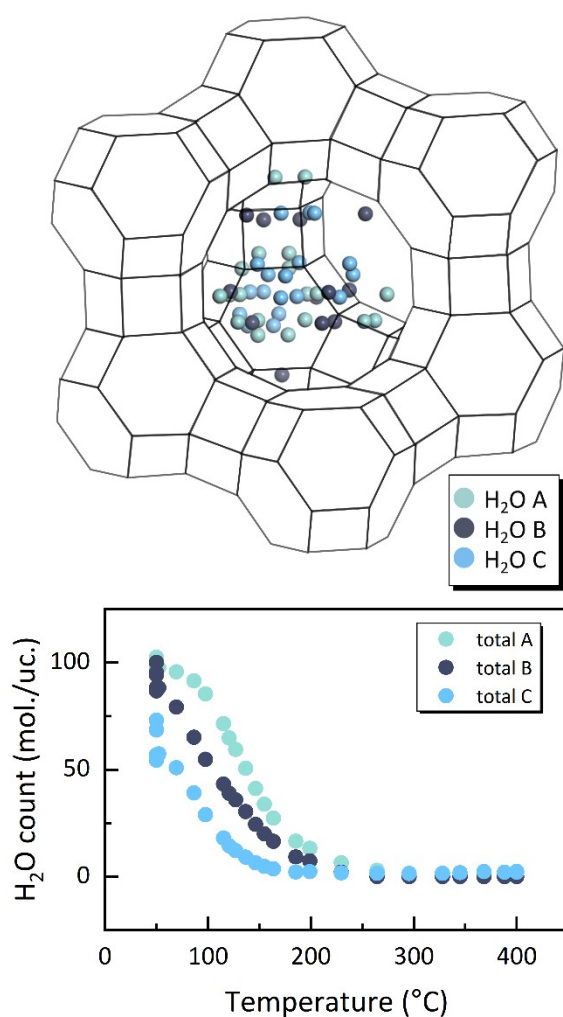 H₂O A
H₂O B
H₂O C
total A
total B
total C
100
50
0
H₂O count (mol./uc.)
0 100 200 300 400
Temperature (°C)